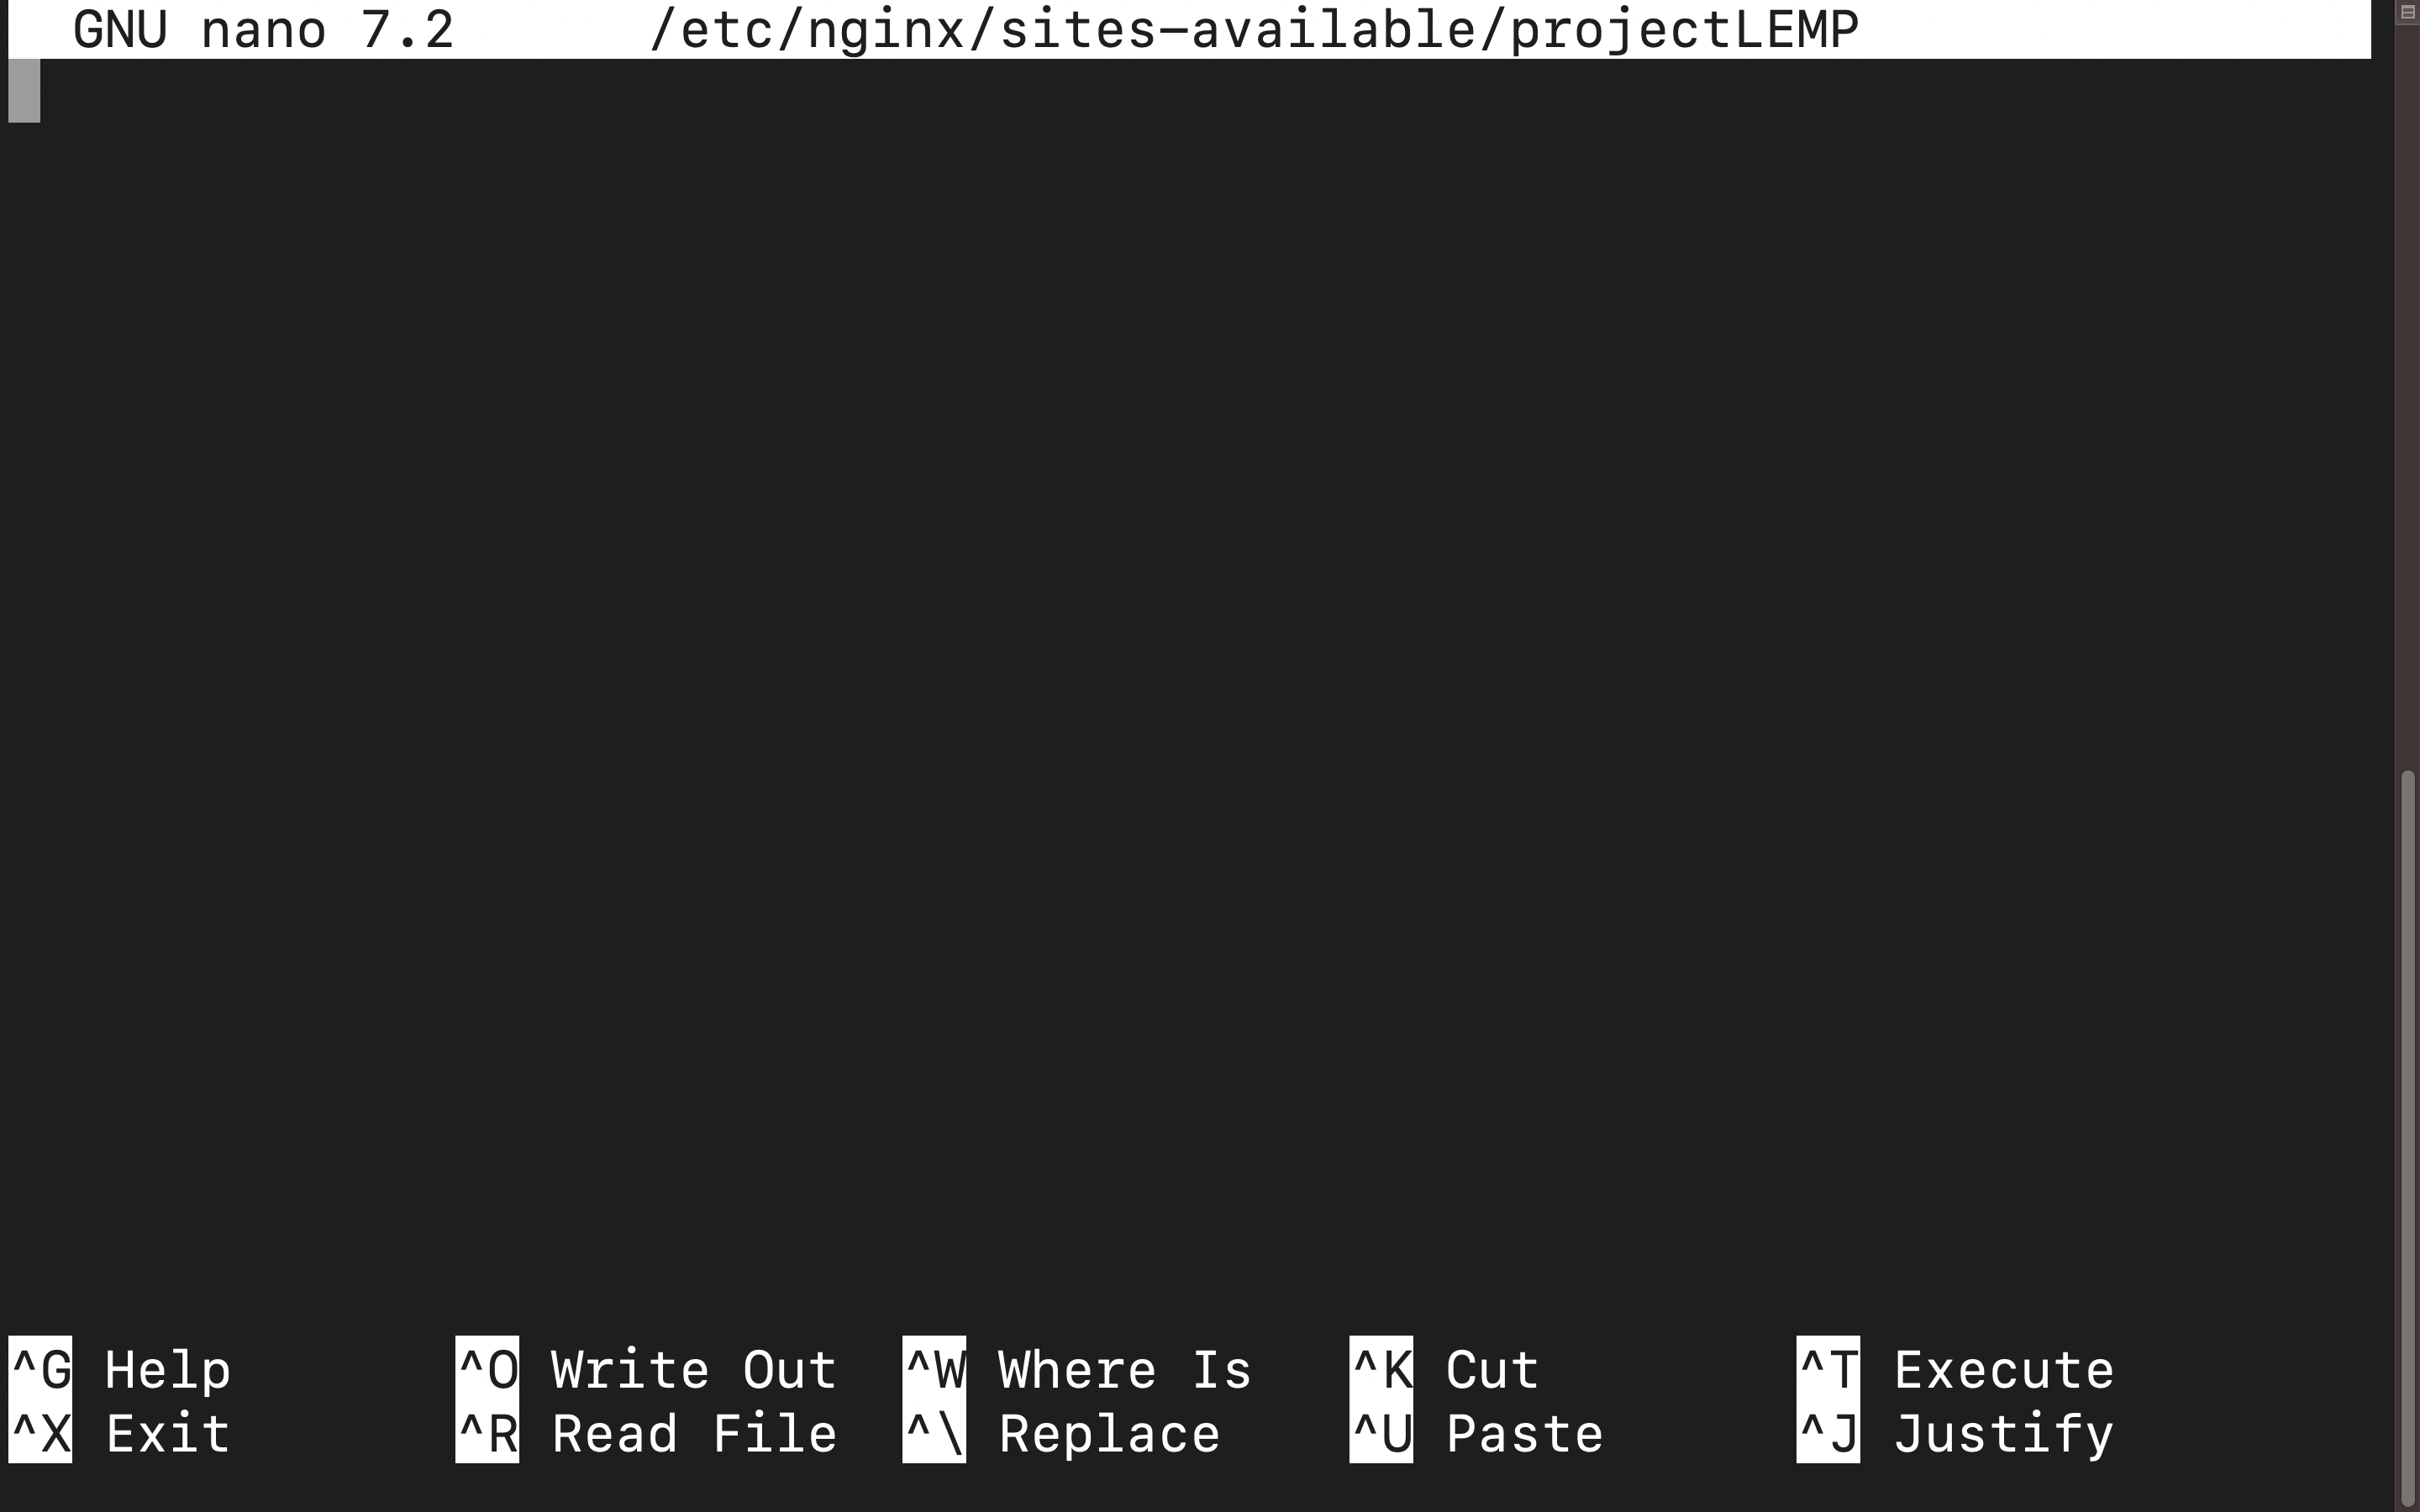 GNU nano 7.2 /etc/nginx/sites-available/projectLEMP
^G Help ^O Write Out ^W Where Is ^K Cut ^T Execute
^X Exit ^R Read File ^\ Replace ^U Paste ^J Justify